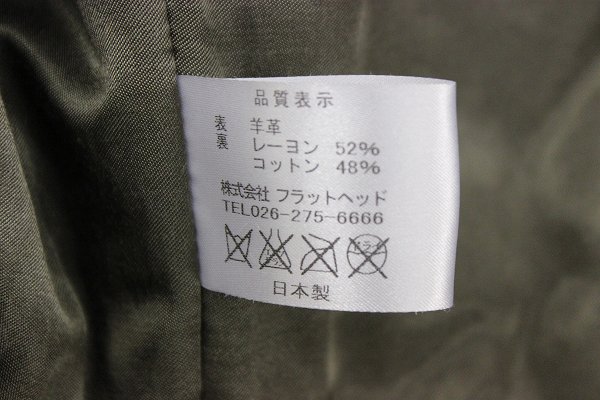 品質表示
表 羊革
裏 レーヨン 52%
コットン 48%
株式会社 フラットヘッド
TEL026-275-6666
日本製